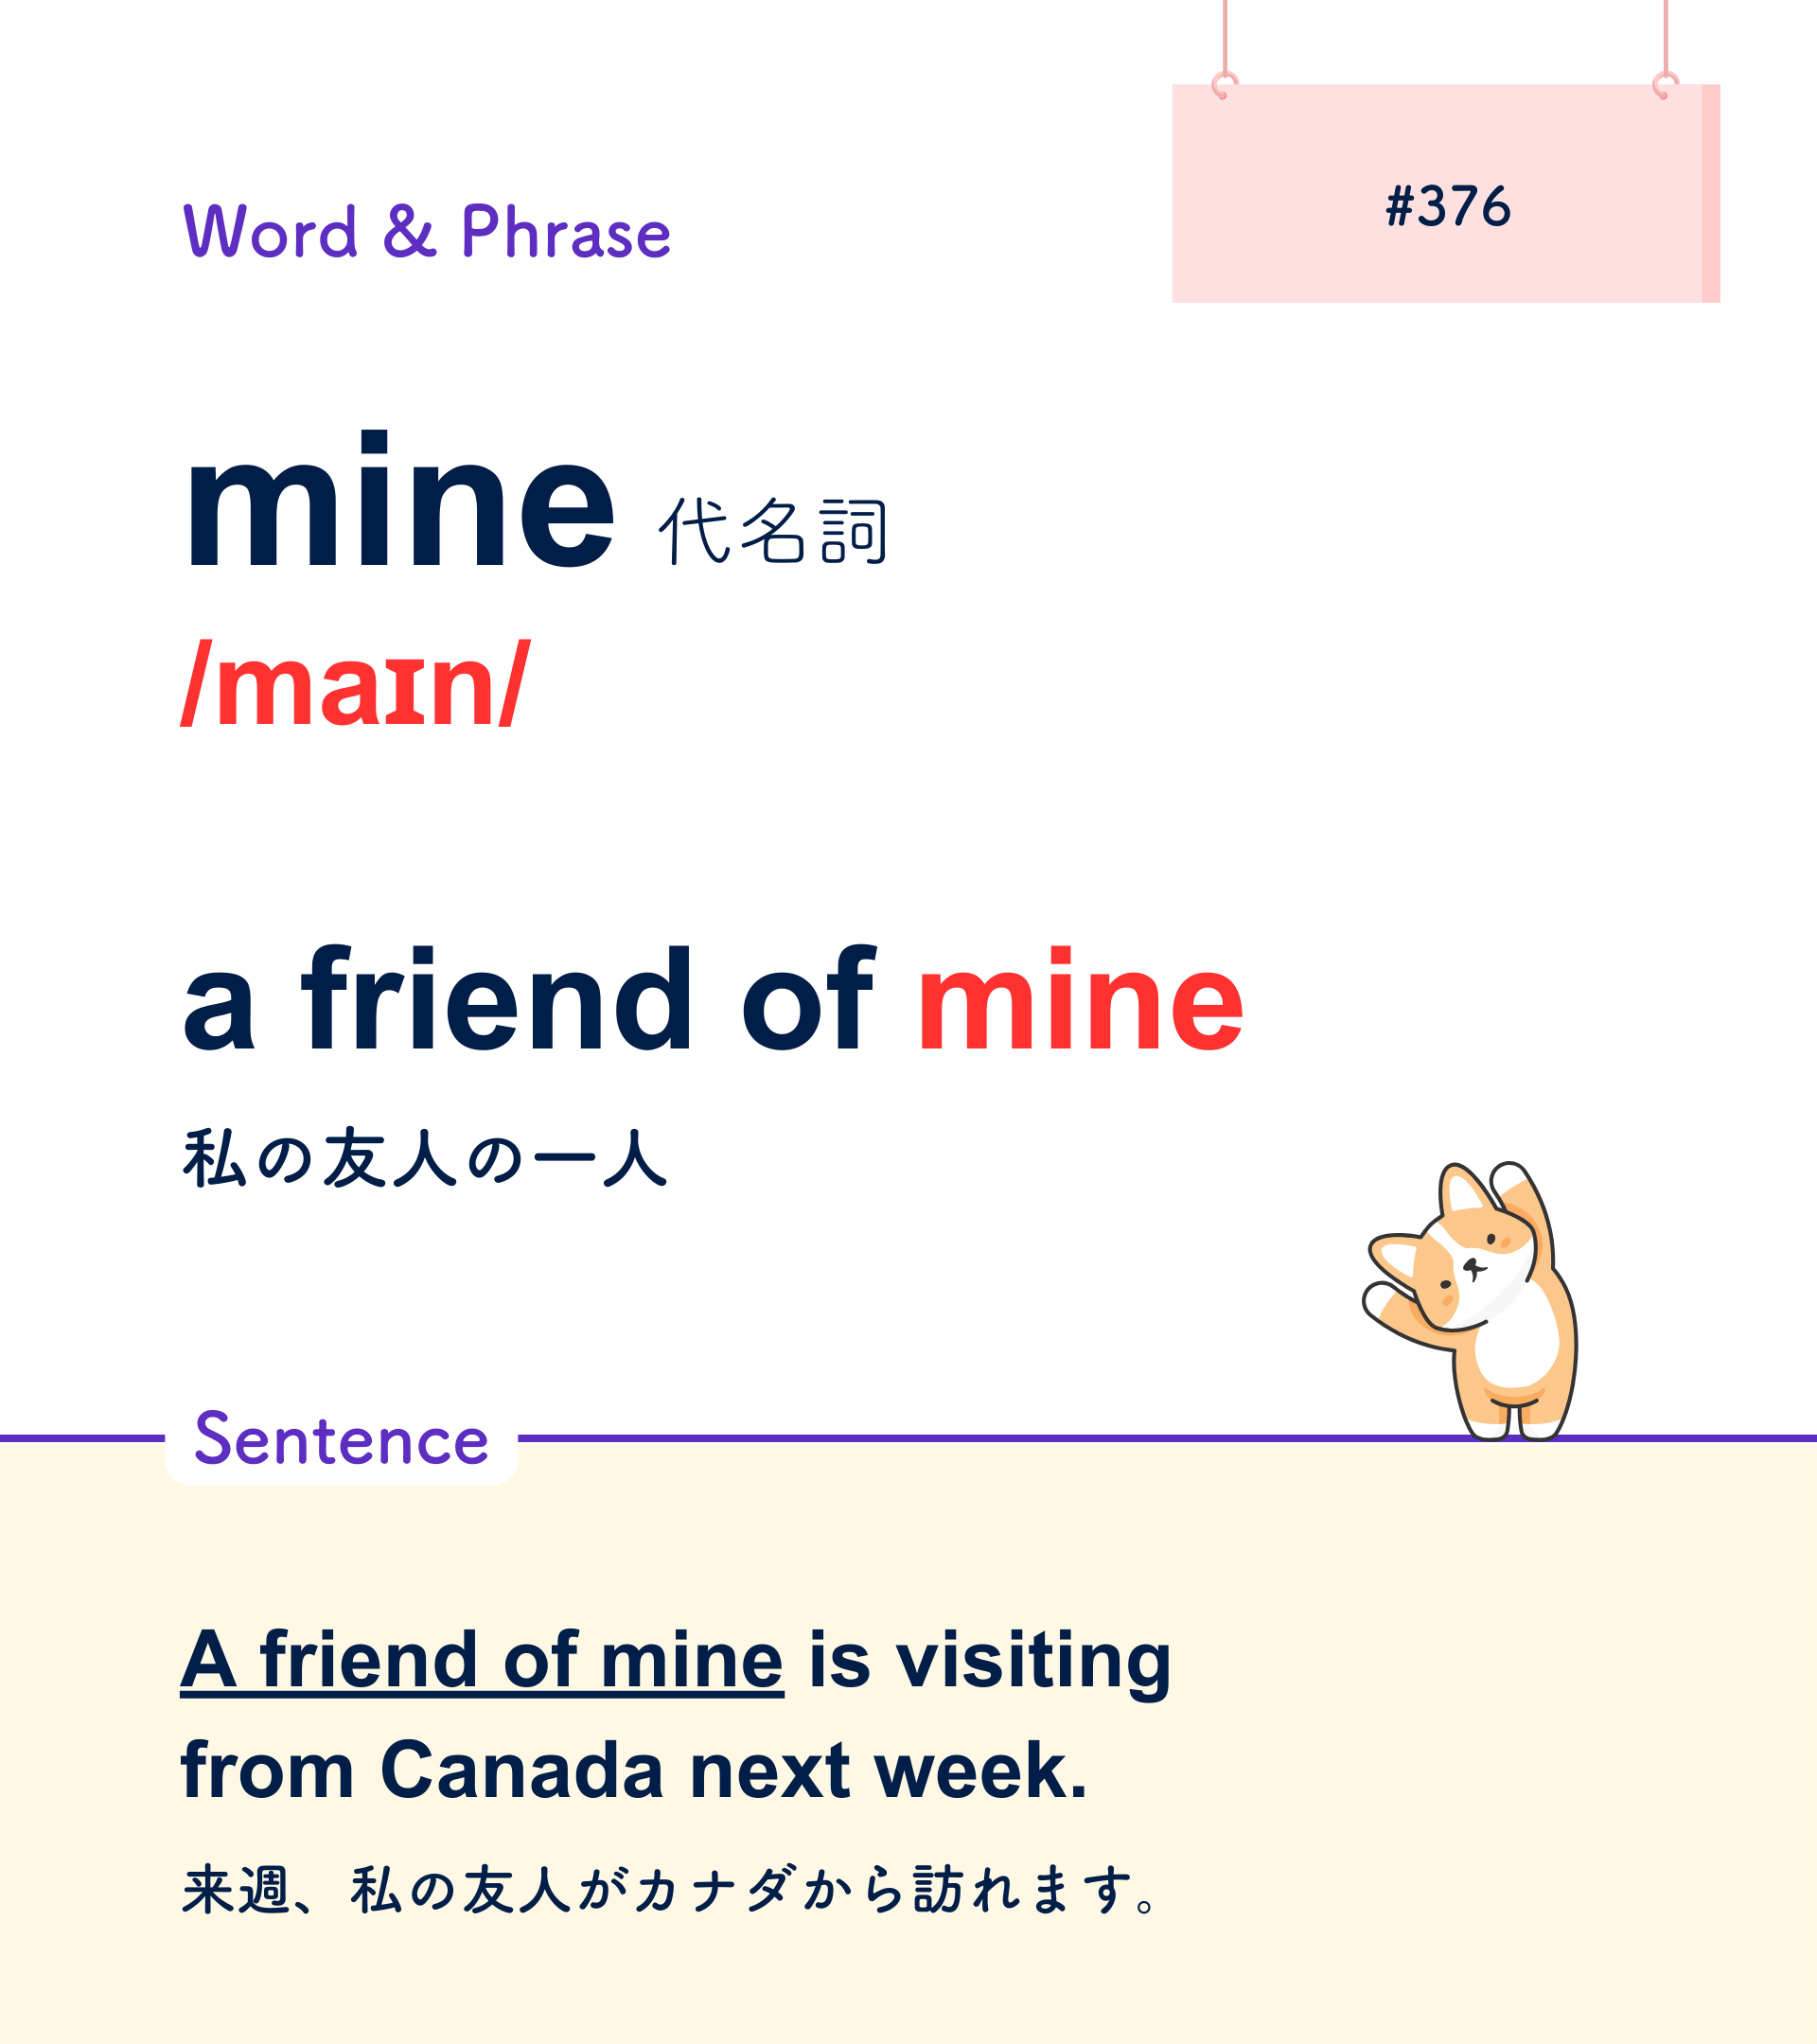 Word & Phrase
#376
mine 代名詞
/maɪn/
a friend of mine
私の友人の一人
Sentence
A friend of mine is visiting
from Canada next week.
来週、私の友人がカナダから訪れます。